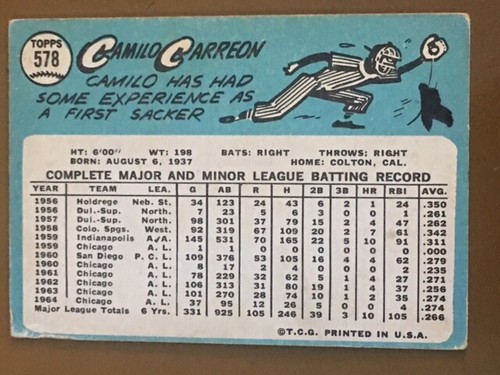 TOPPS
578
CAMILO CARREON
CAMILO HAS HAD
SOME EXPERIENCE AS
A FIRST SACKER
HT: 6'00" WT: 198 BATS: RIGHT THROWS: RIGHT
BORN: AUGUST 6, 1937 HOME: COLTON, CAL.
COMPLETE MAJOR AND MINOR LEAGUE BATTING RECORD
YEAR TEAM LEA. G AB R H 2B 3B HR RBI AVG.
1956 Holdrege Neb. St. 34 123 24 43 6 2 1 24 .350
1956 Dul.-Sup. North. 7 23 5 6 3 0 0 0 .261
1957 Dul.-Sup. North. 98 301 37 79 15 2 4 47 .262
1958 Colo. Spgs. West. 92 319 67 109 20 2 7 61 .342
1959 Indianapolis A.A. 145 531 70 165 22 5 10 91 .311
1959 Chicago A. L. 1 1 0 0 0 0 0 0 .000
1960 San Diego P. C. L. 109 376 53 105 16 4 4 62 .279
1960 Chicago A. L. 8 17 2 4 0 0 0 2 .235
1961 Chicago A. L. 78 229 32 62 5 1 4 27 .271
1962 Chicago A. L. 106 313 31 80 19 1 4 37 .256
1963 Chicago A. L. 101 270 28 74 10 1 2 35 .274
1964 Chicago A. L. 37 95 12 26 5 0 0 4 .274
Major League Totals 6 Yrs. 331 925 105 246 39 3 10 105 .266
©T.C.G. PRINTED IN U.S.A.